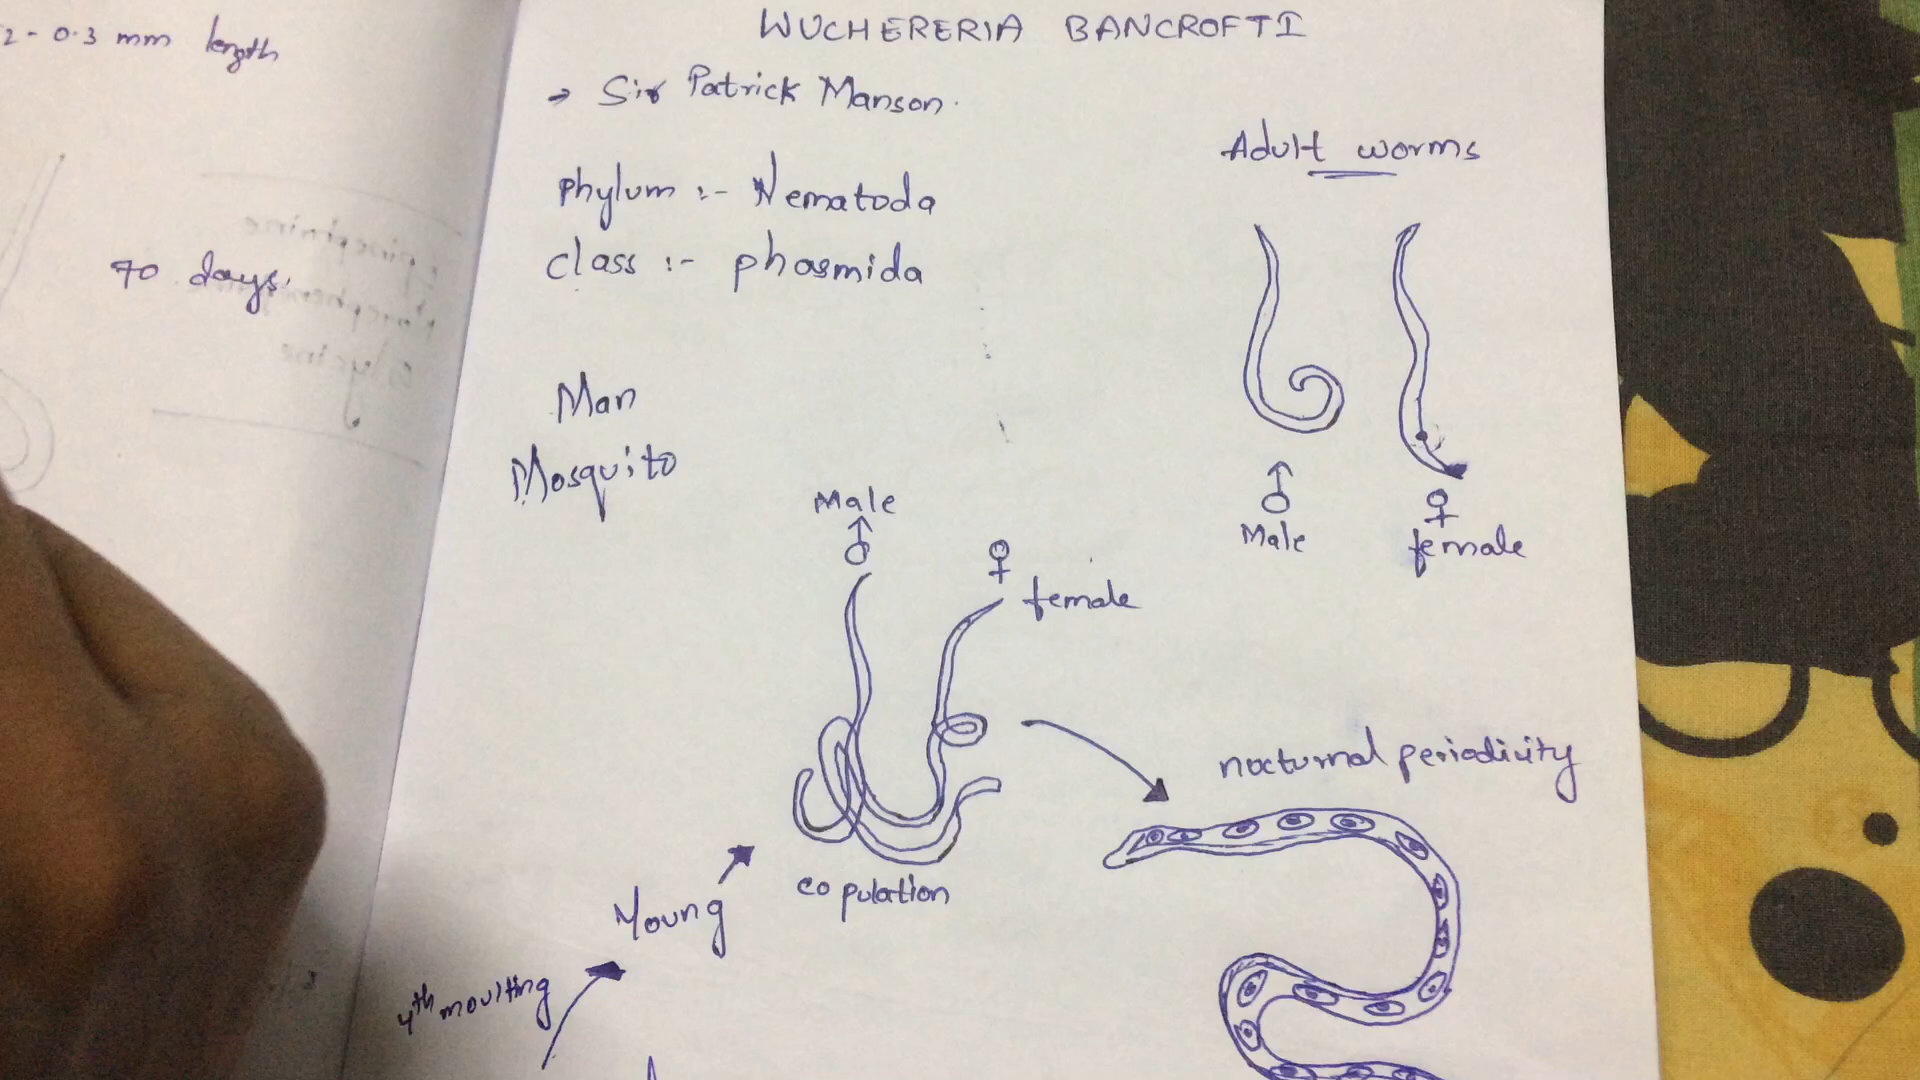 2 - 0.3 mm length
70 days.
WUCHERERIA BANCROFTI
→ Sir Patrick Manson.
Phylum :- Nematoda
class :- phasmida
Adult worms
Man
Mosquito
♂
Male
♀
female
Male
♂
♀
female
copulation
nocturnal periodivity
Young
4th moulting